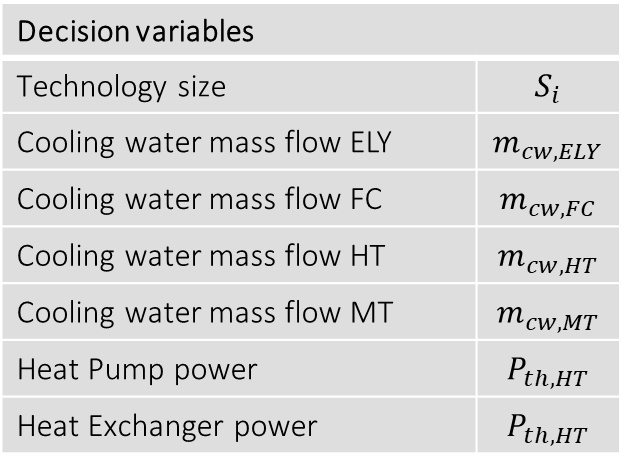 Decision variables
Technology size S_i
Cooling water mass flow ELY m_{cw,ELY}
Cooling water mass flow FC m_{cw,FC}
Cooling water mass flow HT m_{cw,HT}
Cooling water mass flow MT m_{cw,MT}
Heat Pump power P_{th,HT}
Heat Exchanger power P_{th,HT}